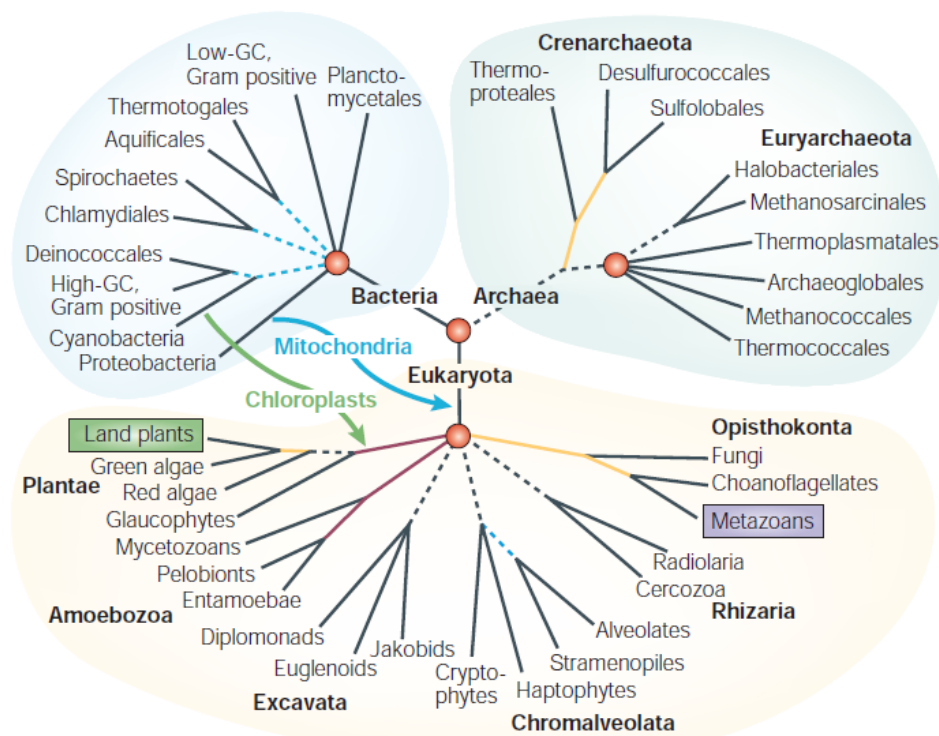 Low-GC,
Gram positive
Plancto-
mycetales
Thermotogales
Aquificales
Spirochaetes
Chlamydiales
Deinococcales
High-GC,
Gram positive
Cyanobacteria
Proteobacteria
Bacteria
Crenarchaeota
Thermo-
proteales
Desulfurococcales
Sulfolobales
Euryarchaeota
Halobacteriales
Methanosarcinales
Thermoplasmatales
Archaeoglobales
Methanococcales
Thermococcales
Archaea
Mitochondria
Chloroplasts
Eukaryota
Land plants
Green algae
Plantae
Red algae
Glaucophytes
Mycetozoans
Pelobionts
Entamoebae
Amoebozoa
Diplomonads
Euglenoids
Jakobids
Excavata
Crypto-
phytes
Haptophytes
Stramenopiles
Alveolates
Chromalveolata
Cercozoa
Radiolaria
Rhizaria
Opisthokonta
Fungi
Choanoflagellates
Metazoans